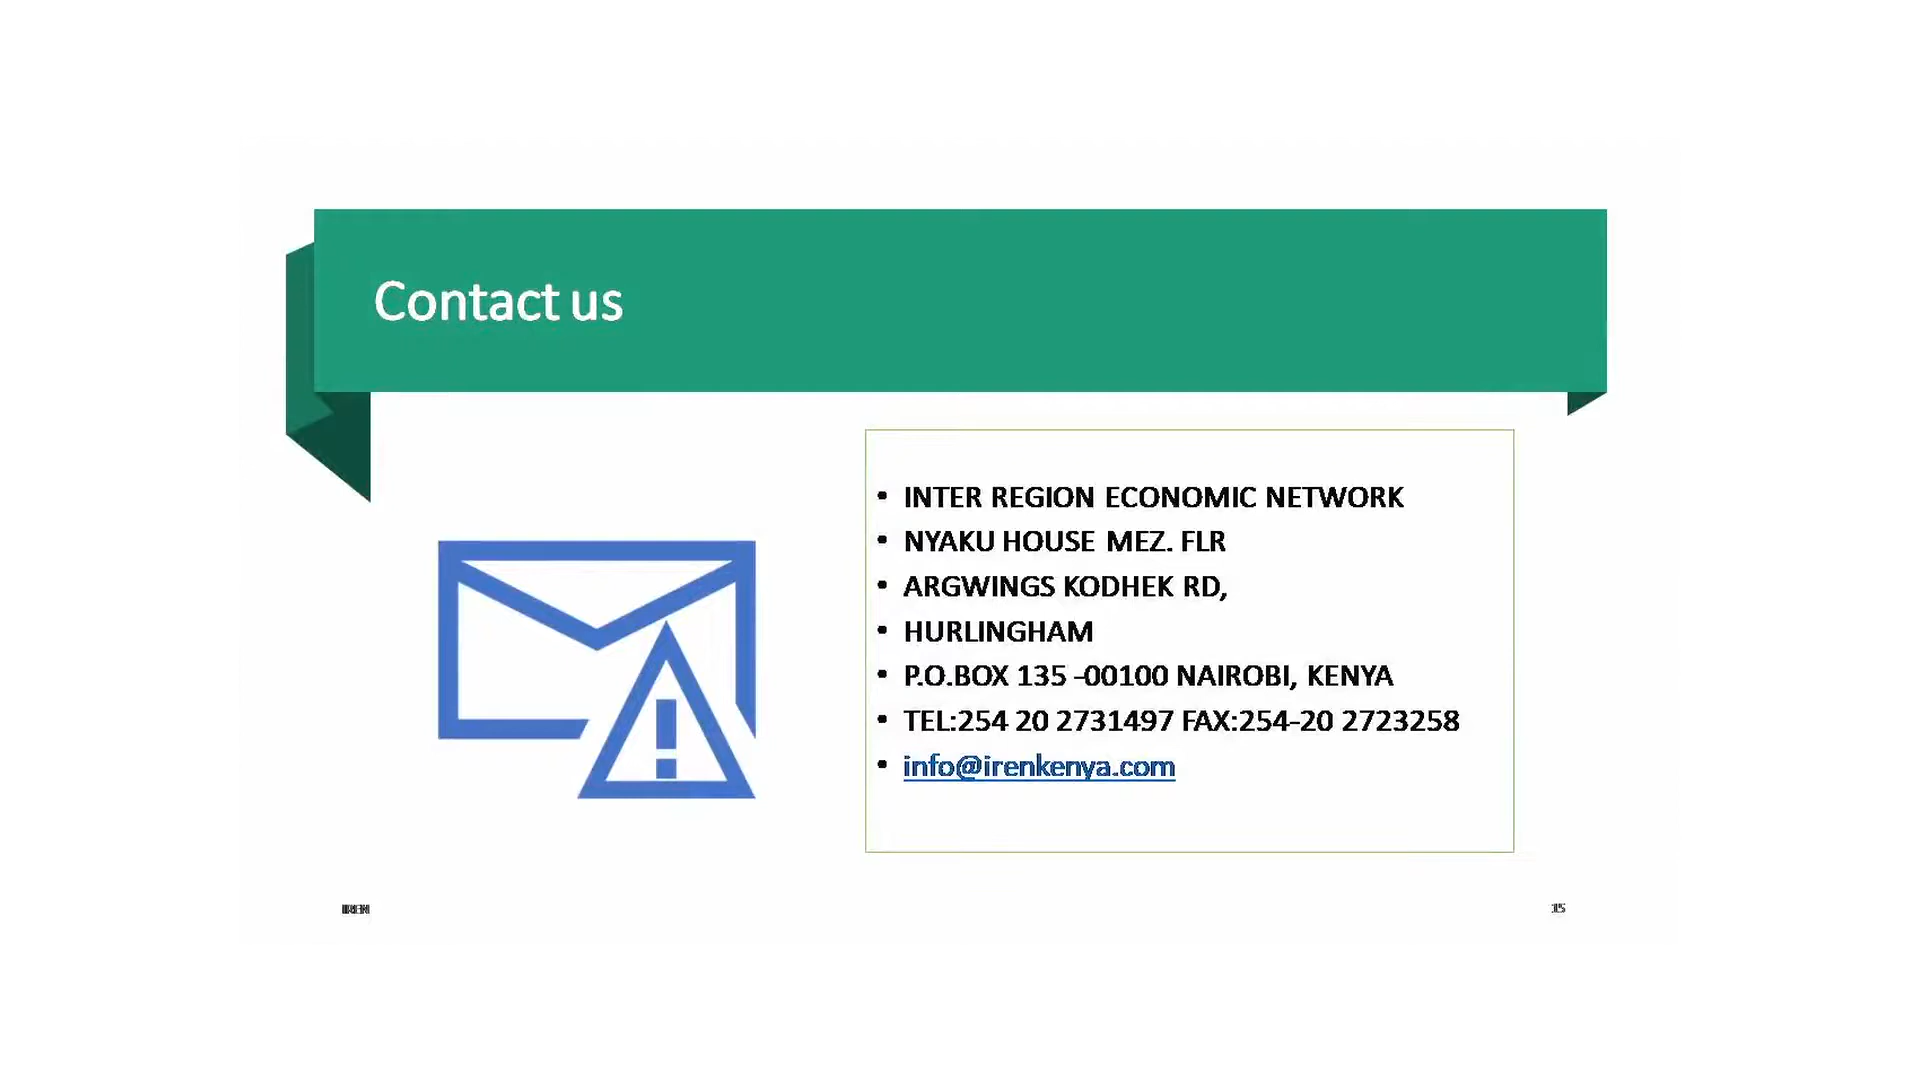 Contact us
• INTER REGION ECONOMIC NETWORK
• NYAKU HOUSE MEZ. FLR
• ARGWINGS KODHEK RD,
• HURLINGHAM
• P.O.BOX 135 -00100 NAIROBI, KENYA
• TEL:254 20 2731497 FAX:254-20 2723258
• info@irenkenya.com
IREN
15